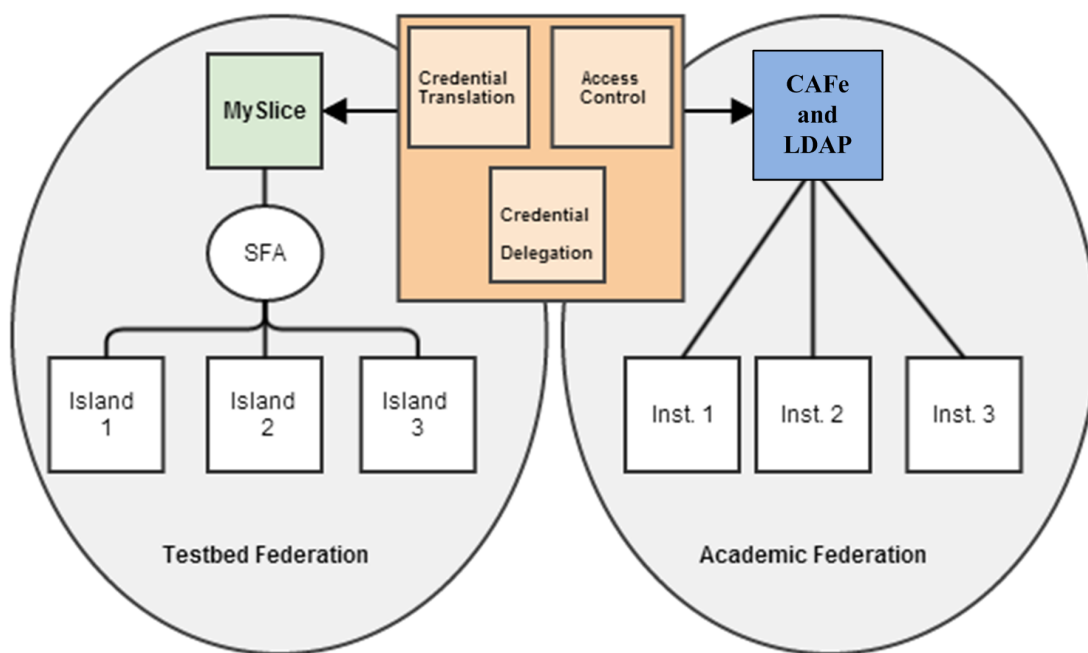 MySlice
Credential
Translation
Access
Control
CAFe
and
LDAP
Credential
Delegation
SFA
Island
1
Island
2
Island
3
Inst. 1
Inst. 2
Inst. 3
Testbed Federation
Academic Federation